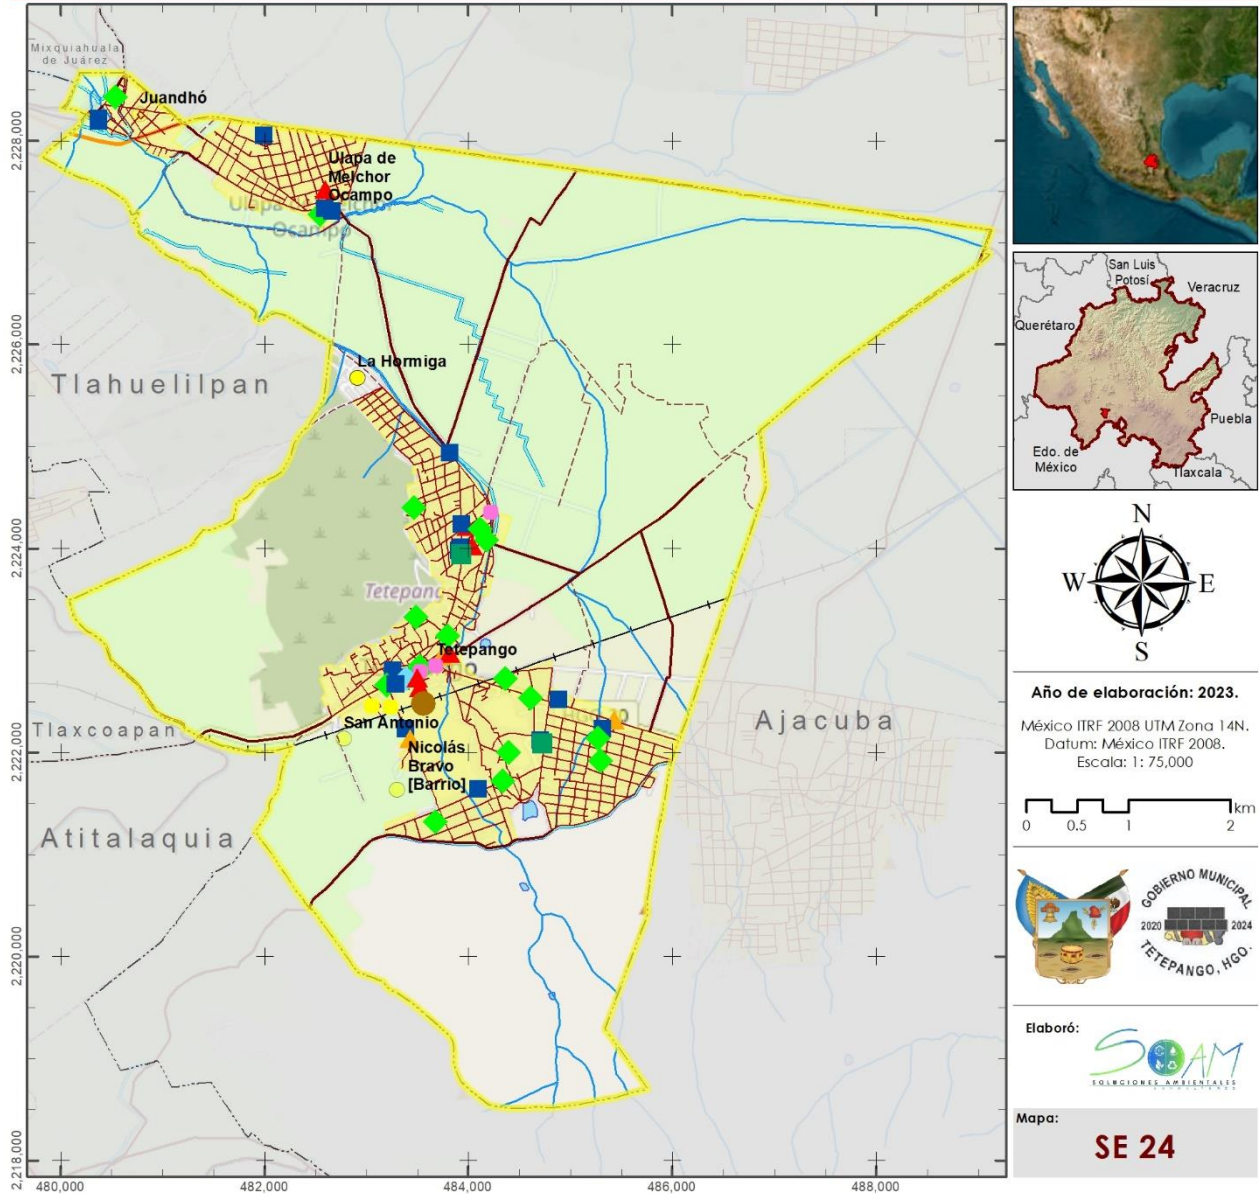 Mixquiahuala
de Juárez
Juandhó
Ulapa de
Melchor
Ocampo
La Hormiga
Tlahuelilpan
Tetepango
San Antonio
Tlaxcoapan
Nicolás
Bravo
[Barrio]
Ajacuba
Atitalaquia
2,228,000
2,226,000
2,224,000
2,222,000
2,220,000
2,218,000
480,000
482,000
484,000
486,000
488,000
San Luis
Potosí
Veracruz
Querétaro
Puebla
Edo. de
México
Tlaxcala
N
W
E
S
Año de elaboración: 2023.
México ITRF 2008 UTM Zona 14N.
Datum: México ITRF 2008.
Escala: 1: 75,000
km
0 0.5 1 2
GOBIERNO MUNICIPAL
2020 2024
TETEPANGO, HGO.
Elaboró:
SOAM
SOLUCIONES AMBIENTALES
Mapa:
SE 24